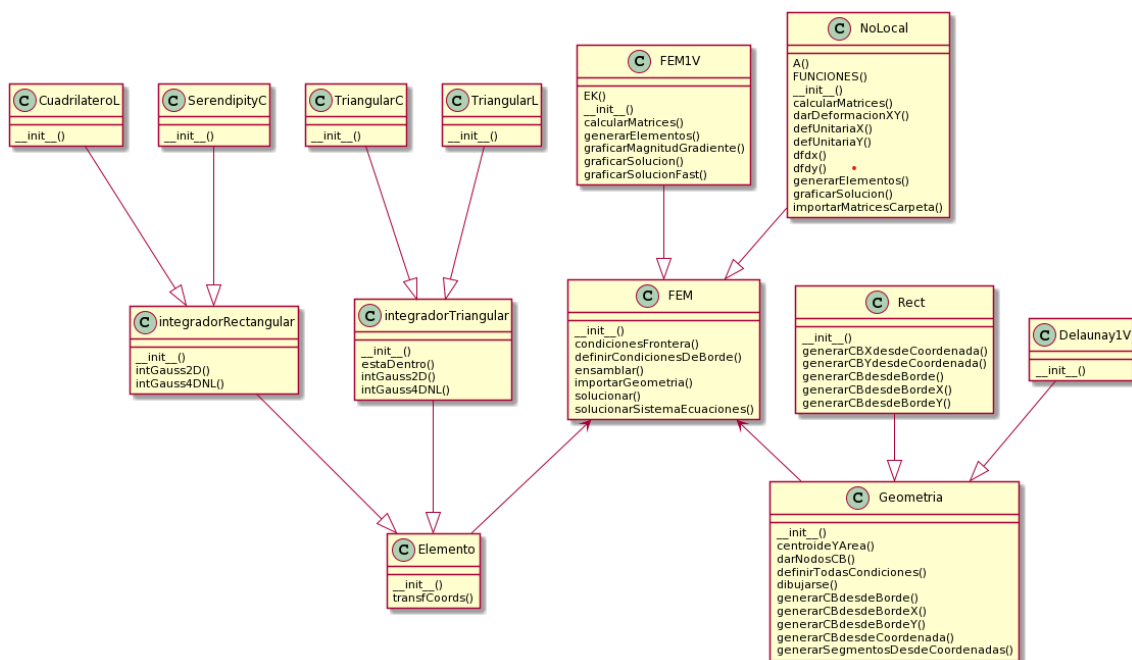 C NoLocal
A()
FUNCIONES()
__init__()
calcularMatrices()
darDeformacionXY()
defUnitariaX()
defUnitariaY()
dfdx()
dfdy()
generarElementos()
graficarSolucion()
importarMatricesCarpeta()
C FEM1V
EK()
__init__()
calcularMatrices()
generarElementos()
graficarMagnitudGradiente()
graficarSolucion()
graficarSolucionFast()
C CuadrilateroL
__init__()
C SerendipityC
__init__()
C TriangularC
__init__()
C TriangularL
__init__()
C integradorRectangular
__init__()
intGauss2D()
intGauss4DNL()
C integradorTriangular
__init__()
estaDentro()
intGauss2D()
intGauss4DNL()
C FEM
__init__()
condicionesFrontera()
definirCondicionesDeBorde()
ensamblar()
importarGeometria()
solucionar()
solucionarSistemaEcuaciones()
C Rect
__init__()
generarCBXdesdeCoordenada()
generarCBYdesdeCoordenada()
generarCBdesdeBorde()
generarCBdesdeBordeX()
generarCBdesdeBordeY()
C Delaunay1V
__init__()
C Elemento
__init__()
transfCoords()
C Geometria
__init__()
centroideYArea()
darNodosCB()
definirTodasCondiciones()
dibujarse()
generarCBdesdeBorde()
generarCBdesdeBordeX()
generarCBdesdeBordeY()
generarCBdesdeCoordenada()
generarSegmentosDesdeCoordenadas()